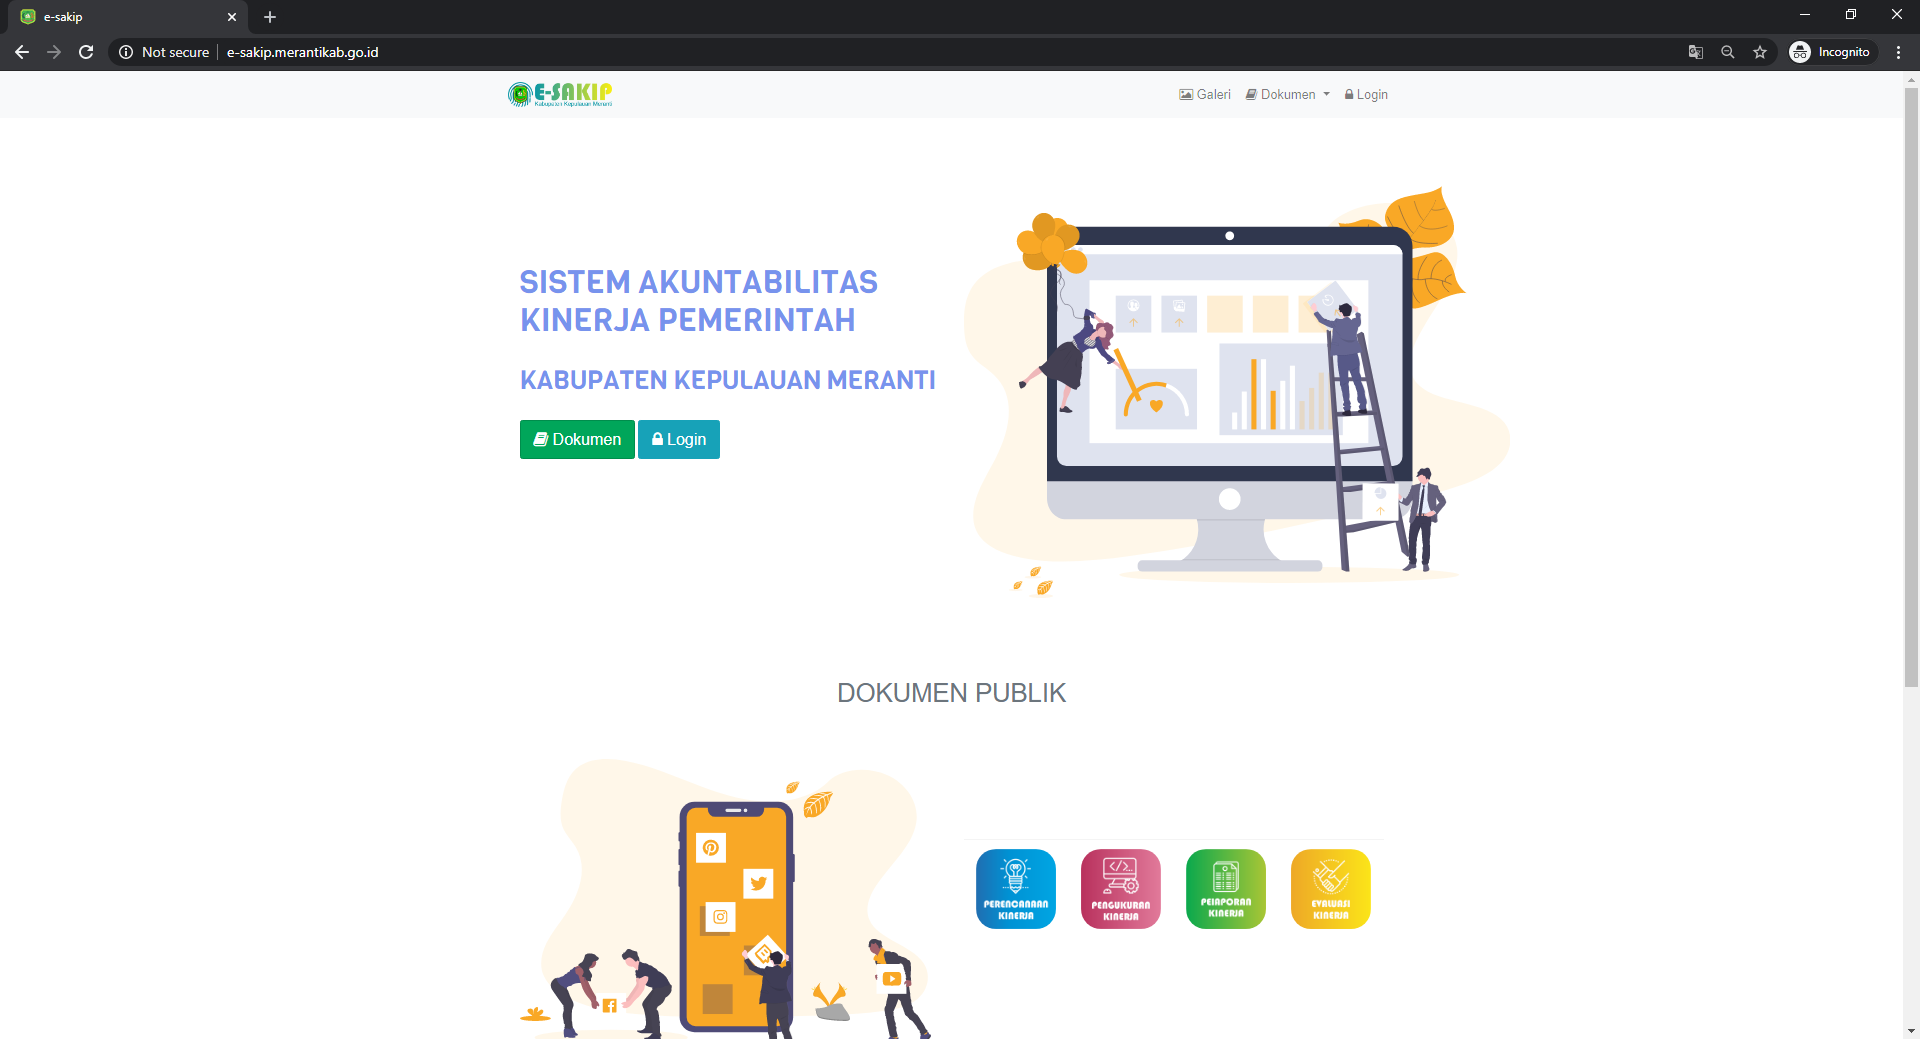 e-sakip
Not secure
e-sakip.merantikab.go.id
Incognito
E-SAKIP
Kabupaten Kepulauan Meranti
Galeri
Dokumen
Login
SISTEM AKUNTABILITAS
KINERJA PEMERINTAH
KABUPATEN KEPULAUAN MERANTI
Dokumen
Login
DOKUMEN PUBLIK
PERENCANAAN
KINERJA
PENGUKURAN
KINERJA
PElAPORAN
KINERJA
EVALUASI
KINERJA